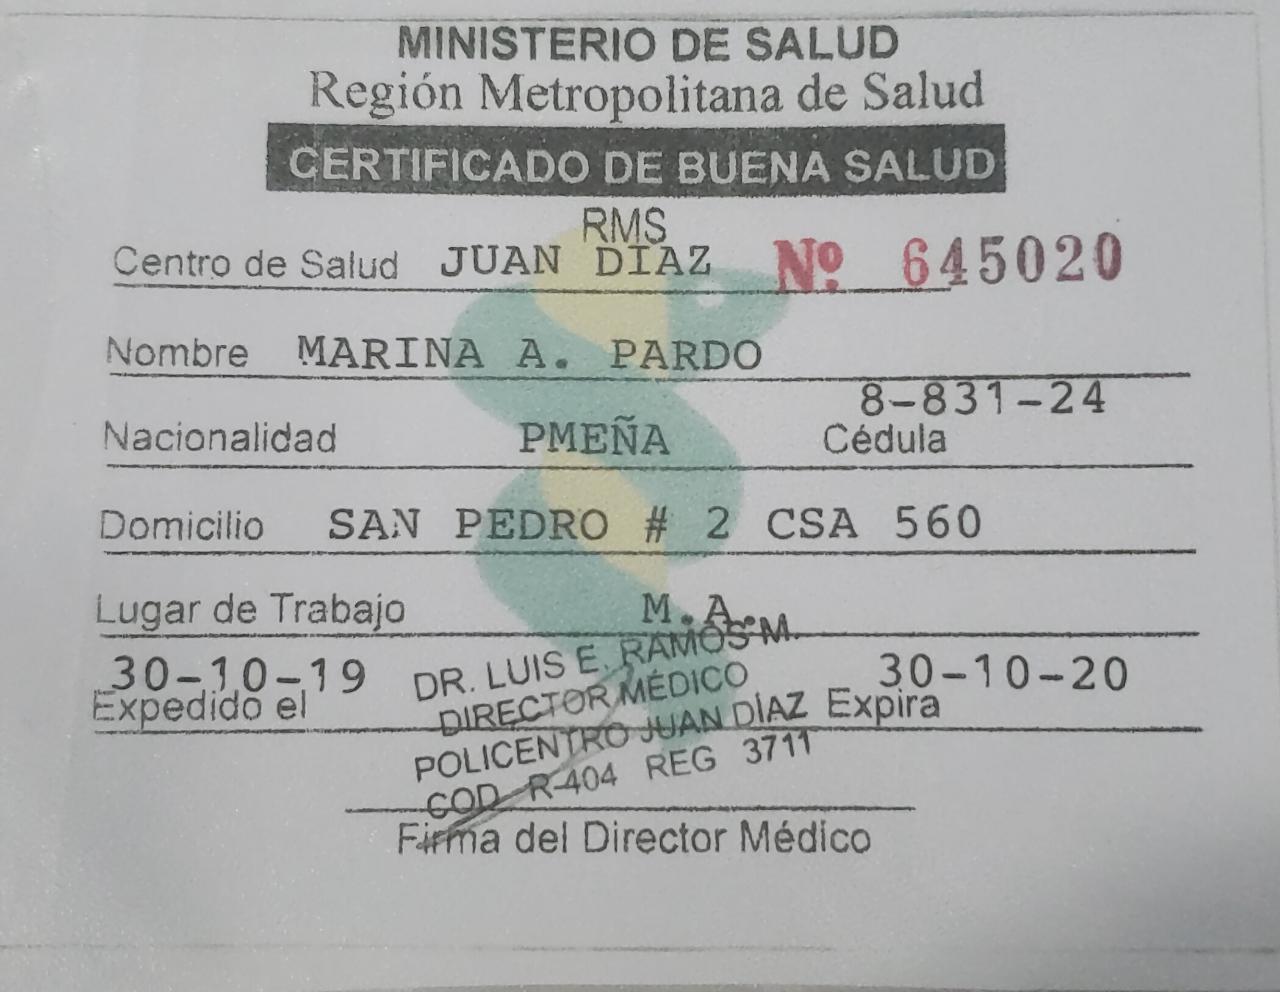 MINISTERIO DE SALUD
Región Metropolitana de Salud
CERTIFICADO DE BUENA SALUD
RMS
Centro de Salud JUAN DIAZ Nº 645020
Nombre MARINA A. PARDO
8-831-24
Nacionalidad PMEÑA Cédula
Domicilio SAN PEDRO # 2 CSA 560
Lugar de Trabajo M.A.
30-10-19 30-10-20
Expedido el Expira
DR. LUIS E. RAMOS M.
DIRECTOR MÉDICO
POLICENTRO JUAN DÍAZ
COD R-404 REG 3711
Firma del Director Médico